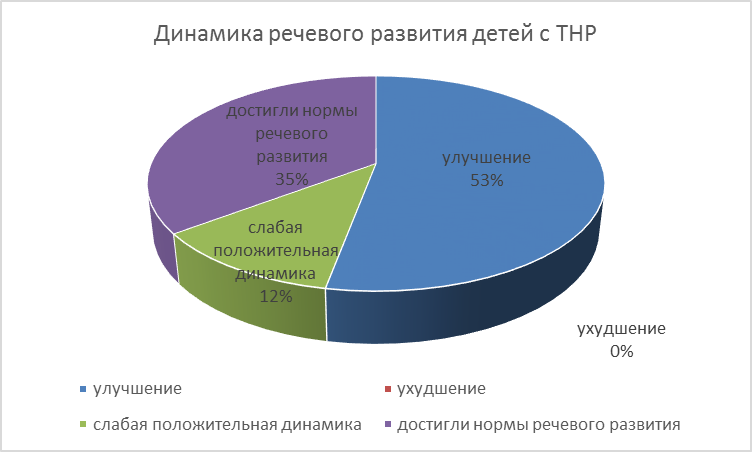 Динамика речевого развития детей с ТНР
достигли нормы
речевого
развития
35%
улучшение
53%
слабая
положительная
динамика
12%
ухудшение
0%
улучшение
ухудшение
слабая положительная динамика
достигли нормы речевого развития